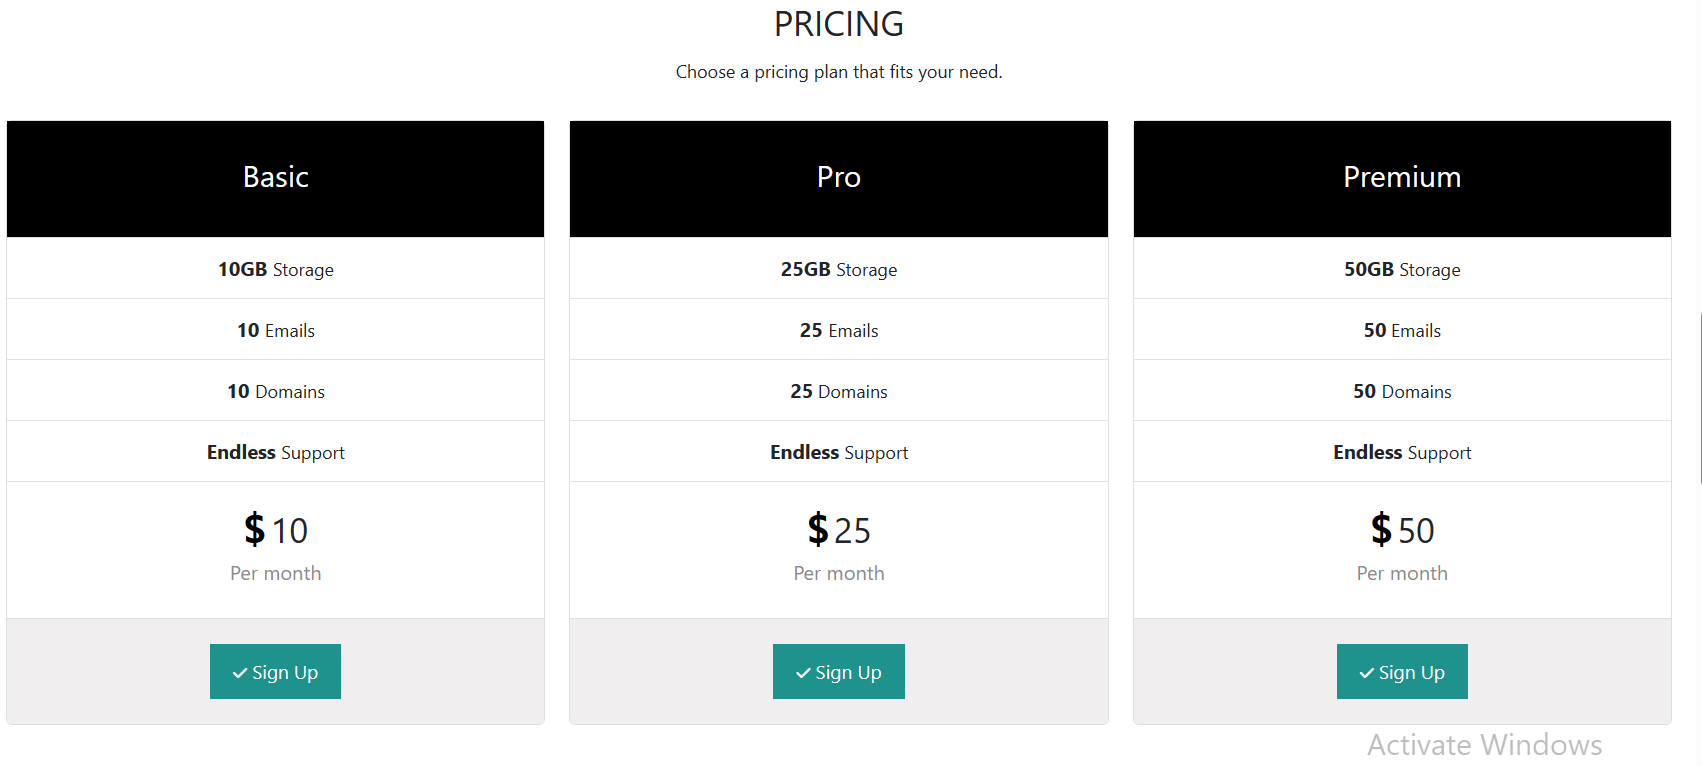 PRICING
Choose a pricing plan that fits your need.
Basic
10GB Storage
10 Emails
10 Domains
Endless Support
$ 10
Per month
Sign Up
Pro
25GB Storage
25 Emails
25 Domains
Endless Support
$ 25
Per month
Sign Up
Premium
50GB Storage
50 Emails
50 Domains
Endless Support
$ 50
Per month
Sign Up
Activate Windows